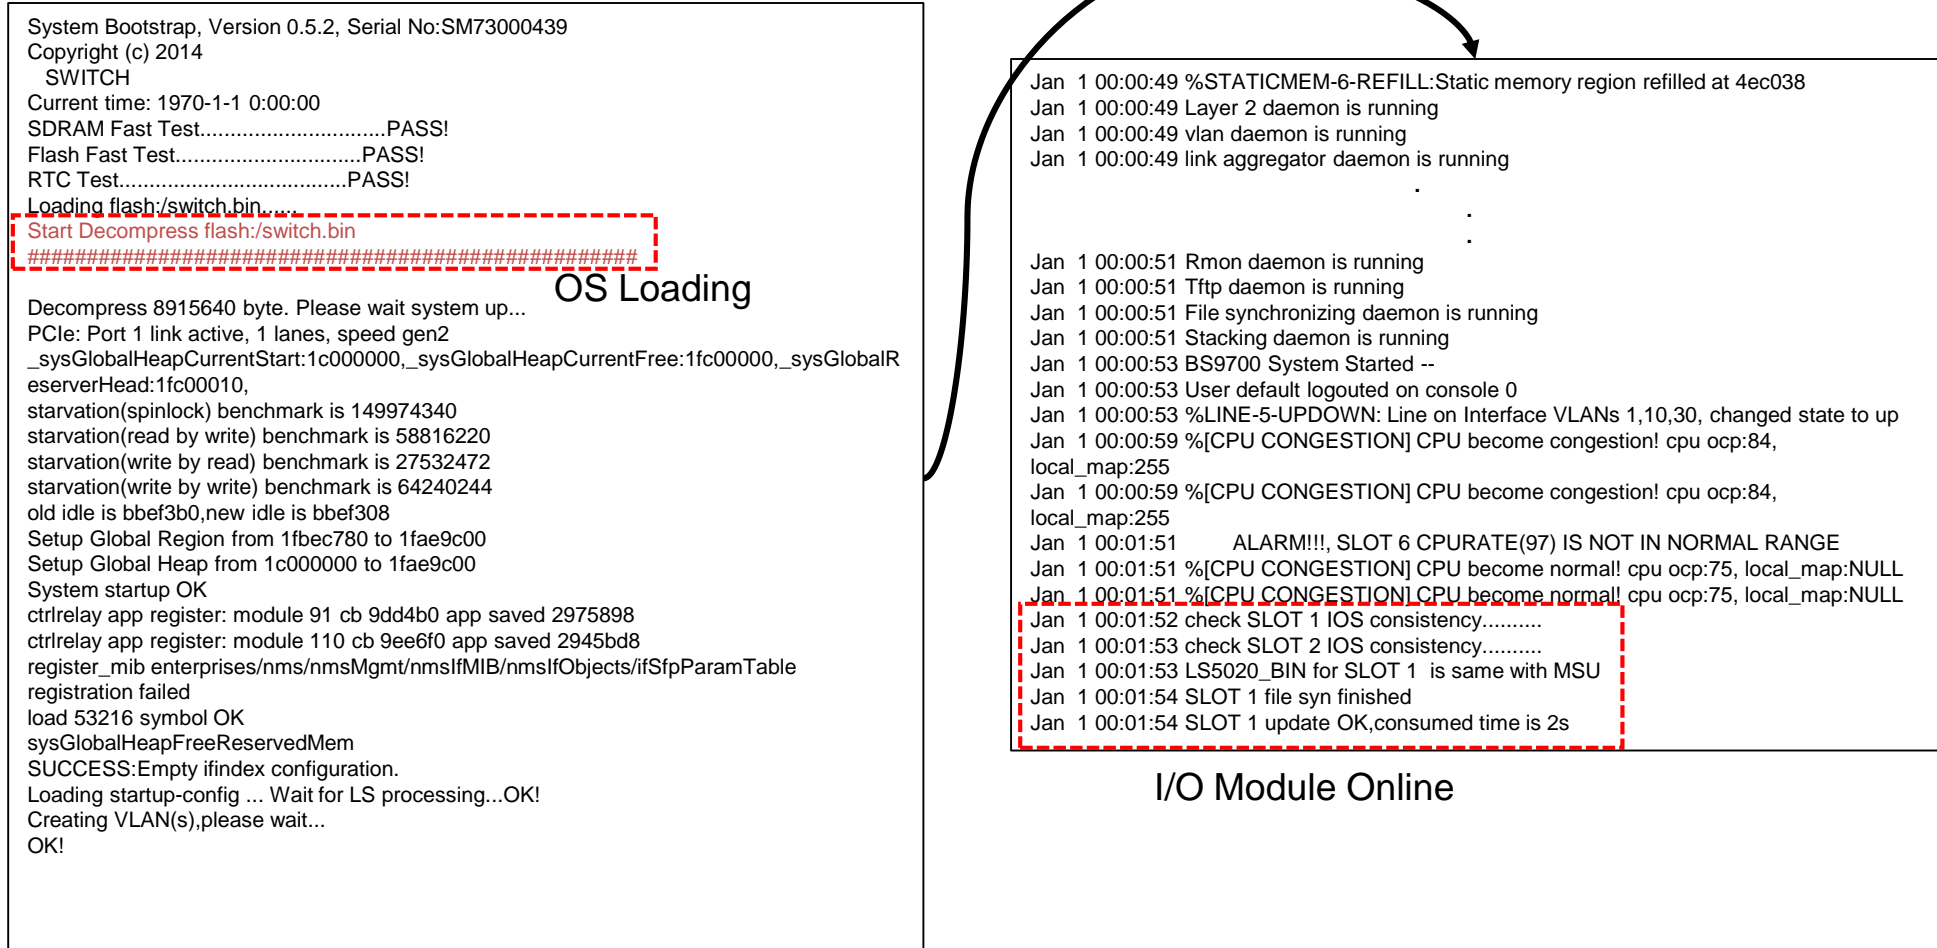 System Bootstrap, Version 0.5.2, Serial No:SM73000439
Copyright (c) 2014
SWITCH
Current time: 1970-1-1 0:00:00
SDRAM Fast Test...............................PASS!
Flash Fast Test...............................PASS!
RTC Test......................................PASS!
Loading flash:/switch.bin......
Start Decompress flash:/switch.bin
###################################################
OS Loading
Decompress 8915640 byte. Please wait system up...
PCIe: Port 1 link active, 1 lanes, speed gen2
_sysGlobalHeapCurrentStart:1c000000,_sysGlobalHeapCurrentFree:1fc00000,_sysGlobalR
eserverHead:1fc00010,
starvation(spinlock) benchmark is 149974340
starvation(read by write) benchmark is 58816220
starvation(write by read) benchmark is 27532472
starvation(write by write) benchmark is 64240244
old idle is bbef3b0,new idle is bbef308
Setup Global Region from 1fbec780 to 1fae9c00
Setup Global Heap from 1c000000 to 1fae9c00
System startup OK
ctrlrelay app register: module 91 cb 9dd4b0 app saved 2975898
ctrlrelay app register: module 110 cb 9ee6f0 app saved 2945bd8
register_mib enterprises/nms/nmsMgmt/nmsIfMIB/nmsIfObjects/ifSfpParamTable
registration failed
load 53216 symbol OK
sysGlobalHeapFreeReservedMem
SUCCESS:Empty ifindex configuration.
Loading startup-config ... Wait for LS processing...OK!
Creating VLAN(s),please wait...
OK!
Jan  1 00:00:49 %STATICMEM-6-REFILL:Static memory region refilled at 4ec038
Jan  1 00:00:49 Layer 2 daemon is running
Jan  1 00:00:49 vlan daemon is running
Jan  1 00:00:49 link aggregator daemon is running
.
.
.
Jan  1 00:00:51 Rmon daemon is running
Jan  1 00:00:51 Tftp daemon is running
Jan  1 00:00:51 File synchronizing daemon is running
Jan  1 00:00:51 Stacking daemon is running
Jan  1 00:00:53 BS9700 System Started --
Jan  1 00:00:53 User default logouted on console 0
Jan  1 00:00:53 %LINE-5-UPDOWN: Line on Interface VLANs 1,10,30, changed state to up
Jan  1 00:00:59 %[CPU CONGESTION] CPU become congestion! cpu ocp:84,
local_map:255
Jan  1 00:00:59 %[CPU CONGESTION] CPU become congestion! cpu ocp:84,
local_map:255
Jan  1 00:01:51 ALARM!!!, SLOT 6 CPURATE(97) IS NOT IN NORMAL RANGE
Jan  1 00:01:51 %[CPU CONGESTION] CPU become normal! cpu ocp:75, local_map:NULL
Jan  1 00:01:51 %[CPU CONGESTION] CPU become normal! cpu ocp:75, local_map:NULL
Jan  1 00:01:52 check SLOT 1 IOS consistency..........
Jan  1 00:01:53 check SLOT 2 IOS consistency..........
Jan  1 00:01:53 LS5020_BIN for SLOT 1  is same with MSU
Jan  1 00:01:54 SLOT 1 file syn finished
Jan  1 00:01:54 SLOT 1 update OK,consumed time is 2s
I/O Module Online